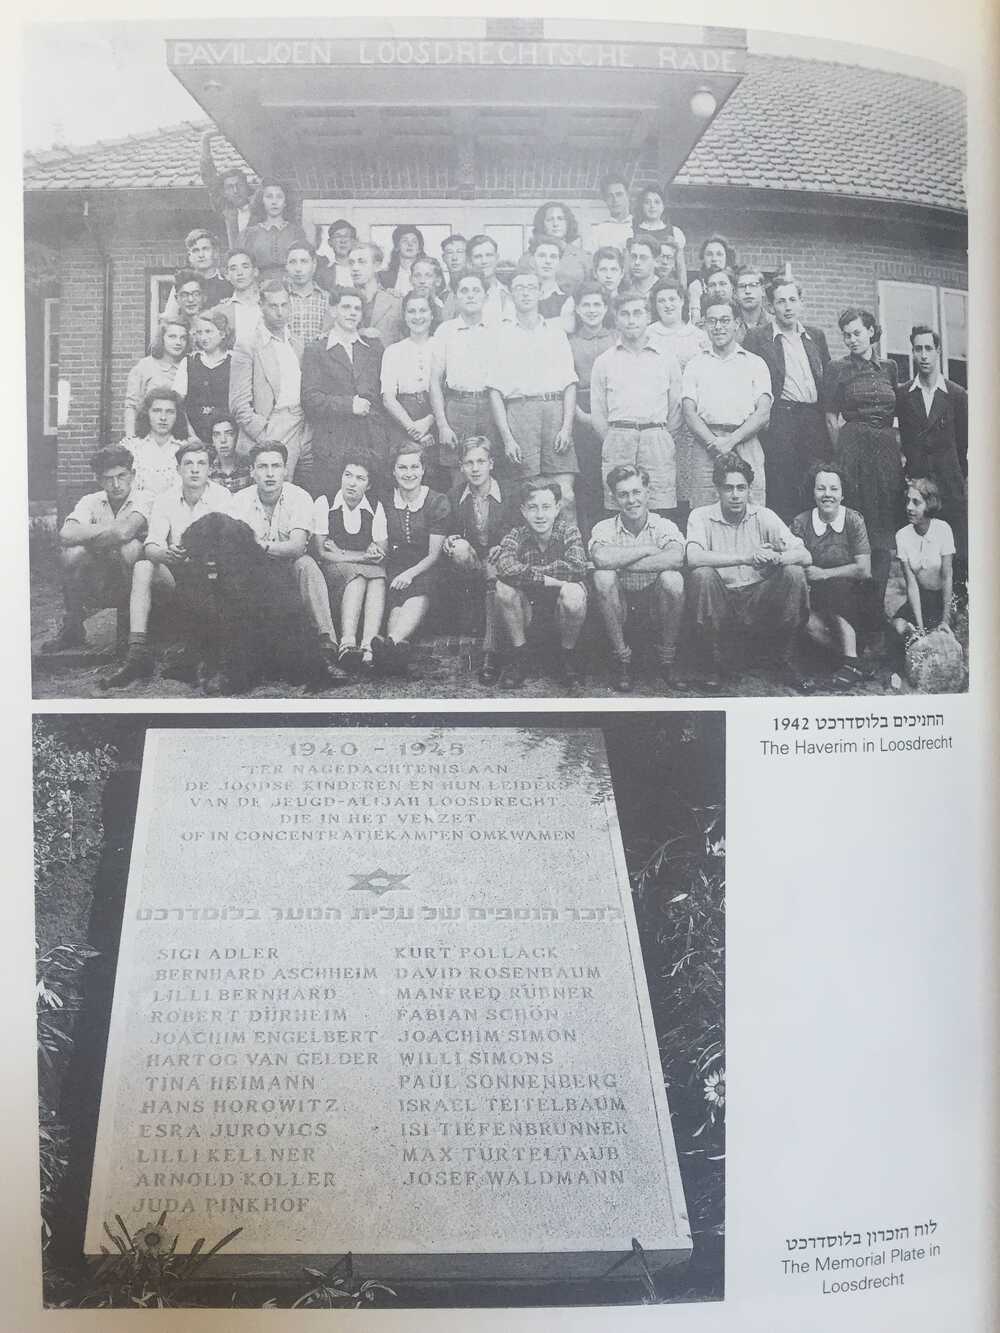 PAVILJOEN LOOSDRECHTSCHE RADE
החניכים בלוסדרכט 1942
The Haverim in Loosdrecht
1940 - 1945
TER NAGEDACHTENIS AAN
DE JOODSE KINDEREN EN HUN LEIDERS
VAN DE JEUGD-ALIJAH LOOSDRECHT
DIE IN HET VERZET
OF IN CONCENTRATIEKAMPEN OMKWAMEN
לזכר הנספים של עלית הנוער בלוסדרכט
SIGI ADLER
BERNHARD ASCHHEIM
LILLI BERNHARD
ROBERT DÜRHEIM
JOACHIM ENGELBERT
HARTOG VAN GELDER
TINA HEIMANN
HANS HOROWITZ
ESRA JUROVICS
LILLI KELLNER
ARNOLD KOLLER
JUDA PINKHOF
KURT POLLACK
DAVID ROSENBAUM
MANFRED RÜBNER
FABIAN SCHÖN
JOACHIM SIMON
WILLI SIMONS
PAUL SONNENBERG
ISRAEL TEITELBAUM
ISI TIEFENBRUNNER
MAX TURTELTAUB
JOSEF WALDMANN
לוח הזכרון בלוסדרכט
The Memorial Plate in
Loosdrecht